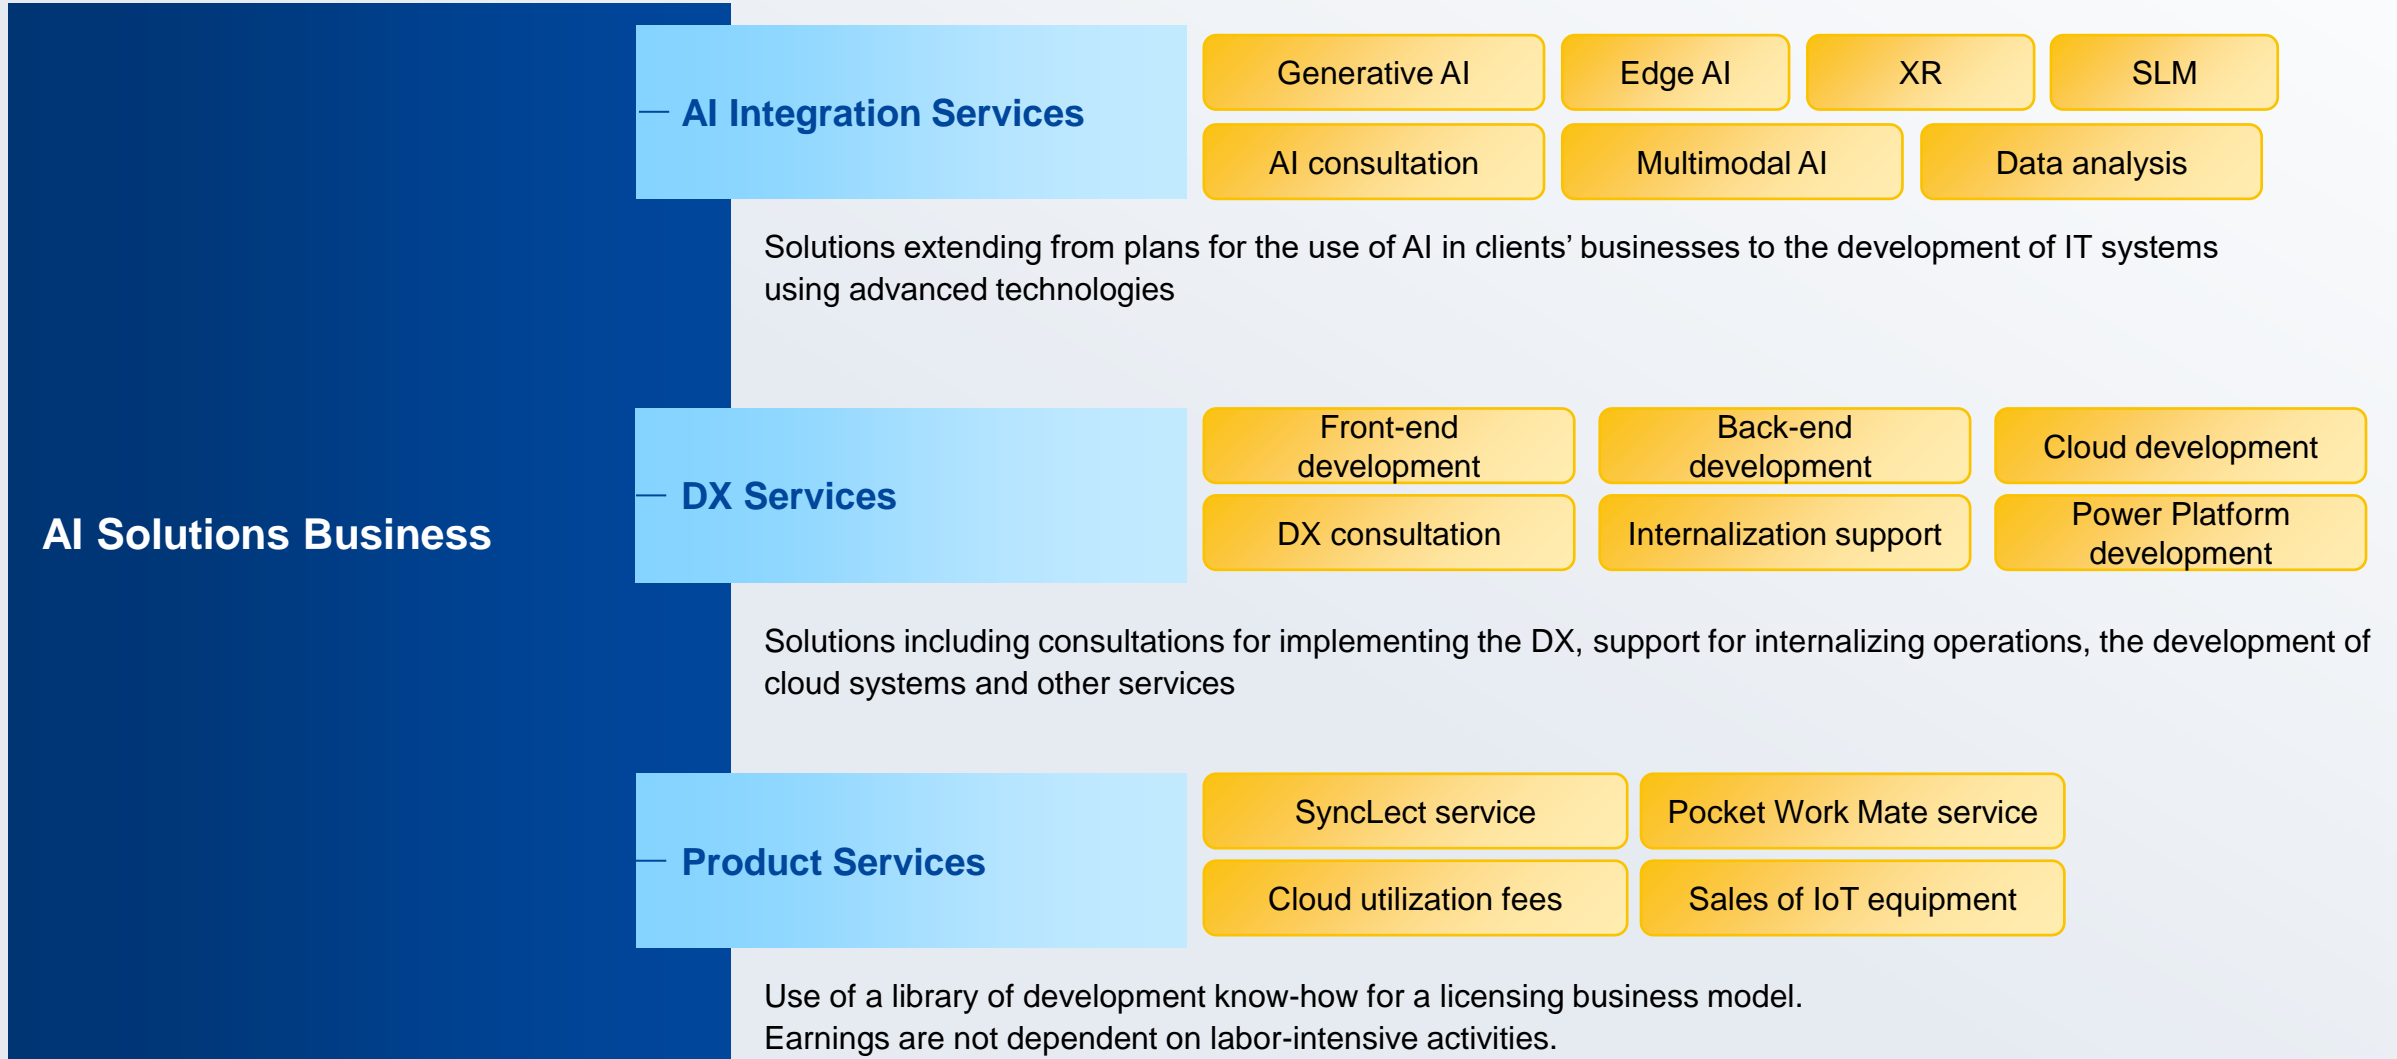 AI Solutions Business
AI Integration Services
Generative AI
Edge AI
XR
SLM
AI consultation
Multimodal AI
Data analysis
Solutions extending from plans for the use of AI in clients’ businesses to the development of IT systems
using advanced technologies
DX Services
Front-end
development
Back-end
development
Cloud development
DX consultation
Internalization support
Power Platform
development
Solutions including consultations for implementing the DX, support for internalizing operations, the development of
cloud systems and other services
Product Services
SyncLect service
Pocket Work Mate service
Cloud utilization fees
Sales of IoT equipment
Use of a library of development know-how for a licensing business model.
Earnings are not dependent on labor-intensive activities.